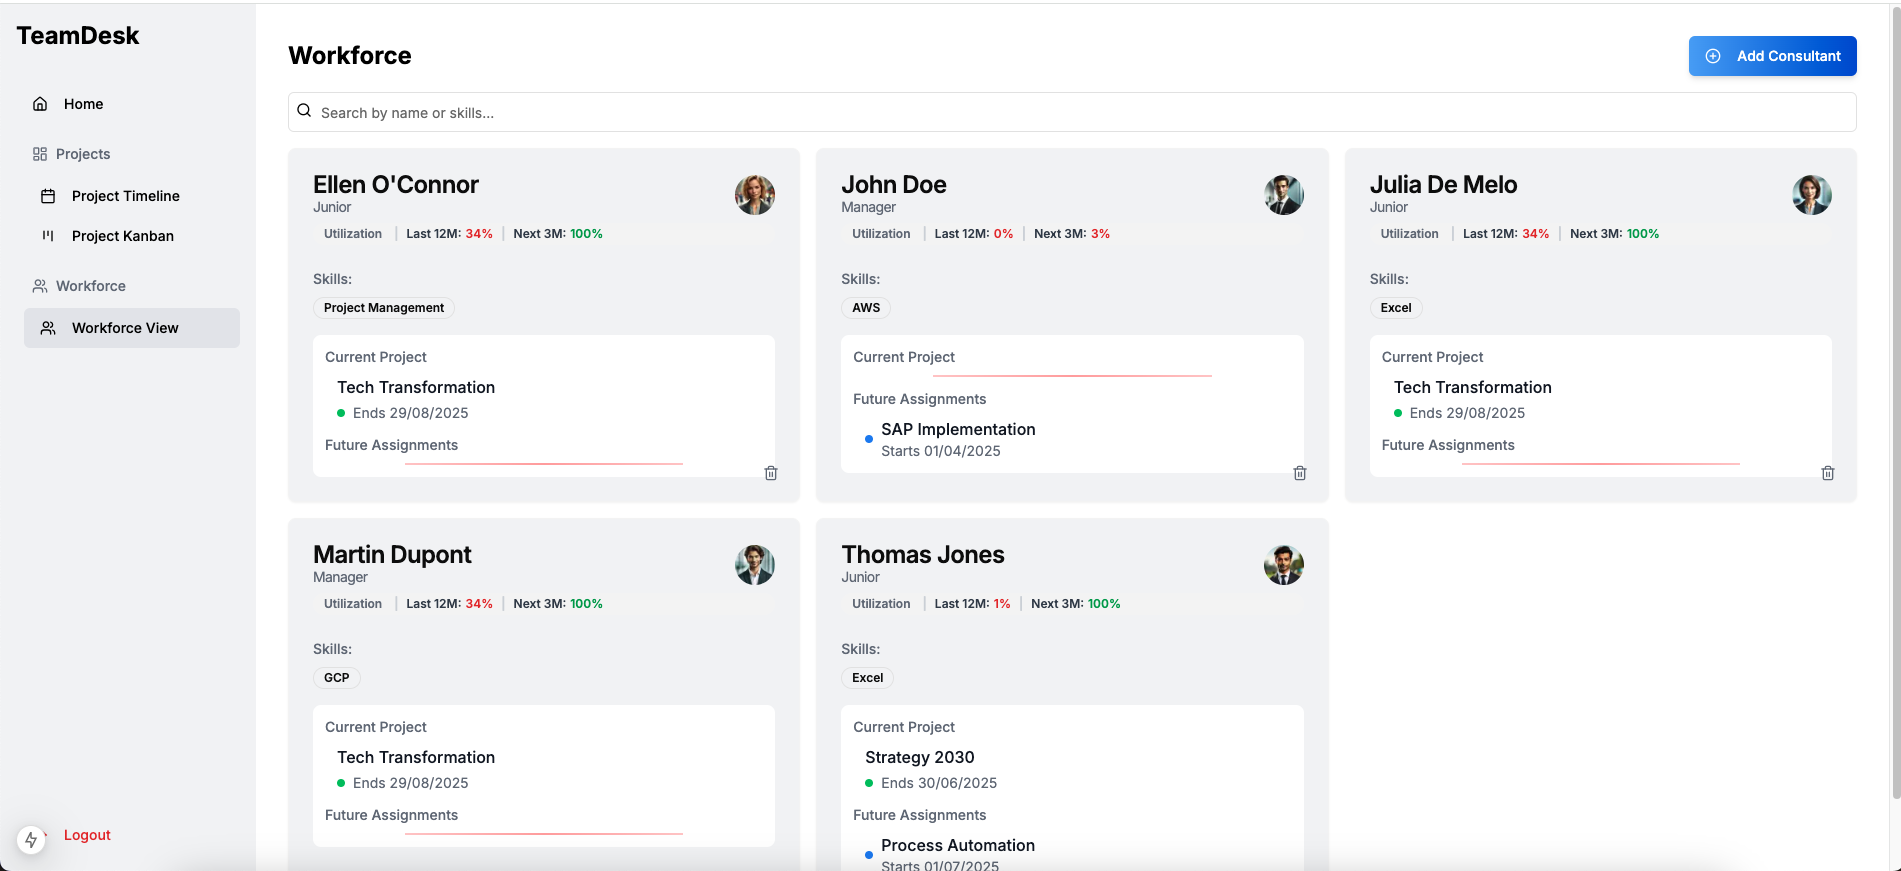 TeamDesk
Home
Projects
Project Timeline
Project Kanban
Workforce
Workforce View
Logout
Workforce
Add Consultant
Search by name or skills...
Ellen O'Connor
Junior
Utilization | Last 12M: 34% | Next 3M: 100%
Skills:
Project Management
Current Project
Tech Transformation
Ends 29/08/2025
Future Assignments
John Doe
Manager
Utilization | Last 12M: 0% | Next 3M: 3%
Skills:
AWS
Current Project
Future Assignments
SAP Implementation
Starts 01/04/2025
Julia De Melo
Junior
Utilization | Last 12M: 34% | Next 3M: 100%
Skills:
Excel
Current Project
Tech Transformation
Ends 29/08/2025
Future Assignments
Martin Dupont
Manager
Utilization | Last 12M: 34% | Next 3M: 100%
Skills:
GCP
Current Project
Tech Transformation
Ends 29/08/2025
Future Assignments
Thomas Jones
Junior
Utilization | Last 12M: 1% | Next 3M: 100%
Skills:
Excel
Current Project
Strategy 2030
Ends 30/06/2025
Future Assignments
Process Automation
Starts 01/07/2025